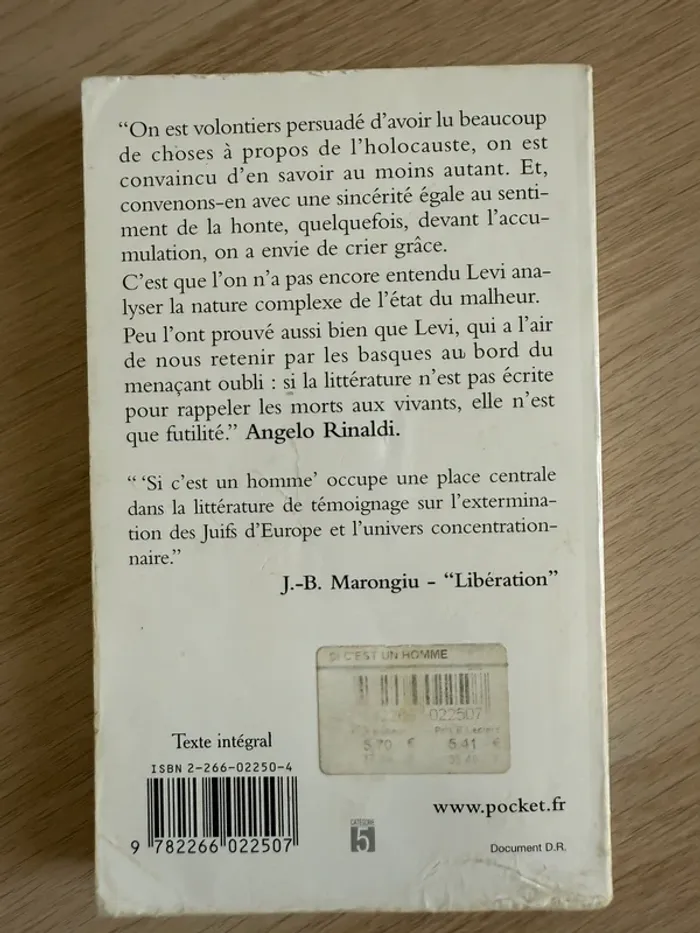 “On est volontiers persuadé d’avoir lu beaucoup
de choses à propos de l’holocauste, on est
convaincu d’en savoir au moins autant. Et,
convenons-en avec une sincérité égale au senti-
ment de la honte, quelquefois, devant l’accu-
mulation, on a envie de crier grâce.
C’est que l’on n’a pas encore entendu Levi ana-
lyser la nature complexe de l’état du malheur.
Peu l’ont prouvé aussi bien que Levi, qui a l’air
de nous retenir par les basques au bord du
menaçant oubli : si la littérature n’est pas écrite
pour rappeler les morts aux vivants, elle n’est
que futilité.” Angelo Rinaldi.
“ ‘Si c’est un homme’ occupe une place centrale
dans la littérature de témoignage sur l’extermina-
tion des Juifs d’Europe et l’univers concentration-
naire.”
J.-B. Marongiu - “Libération”
SI C'EST UN HOMME
022507
5,70 € 5,41 €
Texte intégral
ISBN 2-266-02250-4
9 782266 022507
CATÉGORIE
5
www.pocket.fr
Document D.R.